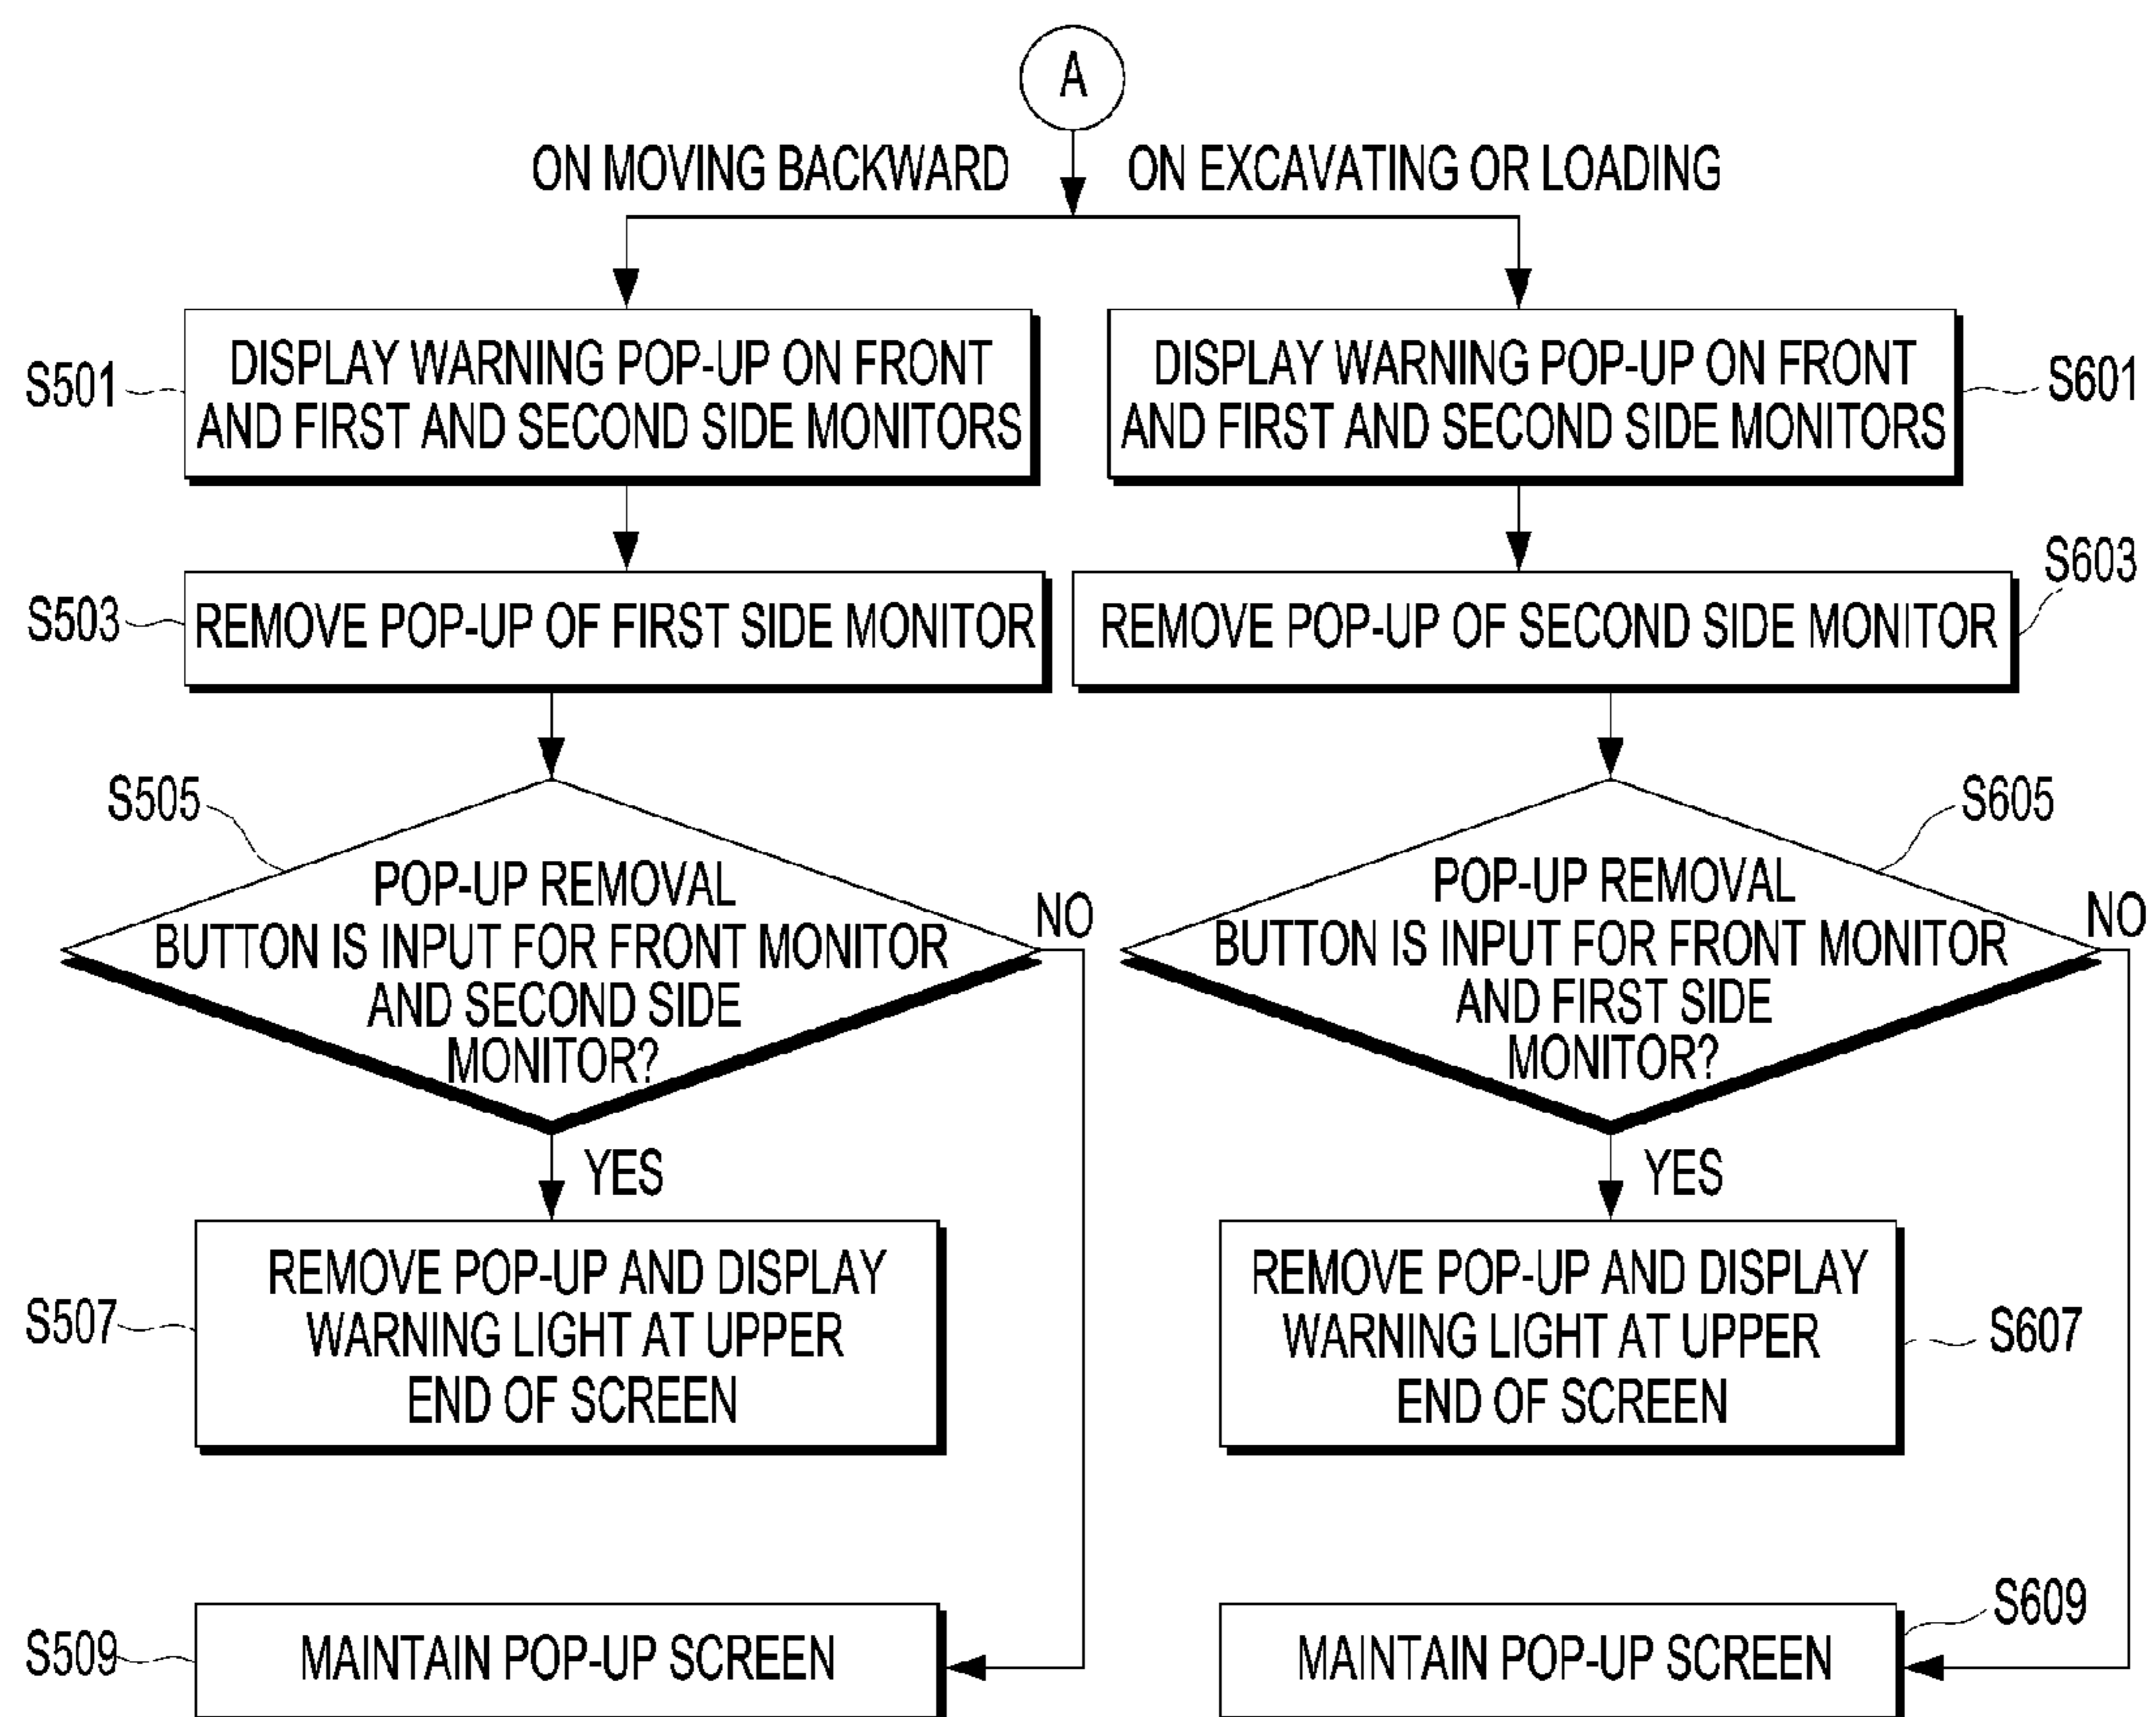 A
ON MOVING BACKWARD
ON EXCAVATING OR LOADING
S501
DISPLAY WARNING POP-UP ON FRONT
AND FIRST AND SECOND SIDE MONITORS
DISPLAY WARNING POP-UP ON FRONT
AND FIRST AND SECOND SIDE MONITORS
S601
S503
REMOVE POP-UP OF FIRST SIDE MONITOR
REMOVE POP-UP OF SECOND SIDE MONITOR
S603
S505
POP-UP REMOVAL
BUTTON IS INPUT FOR FRONT MONITOR
AND SECOND SIDE
MONITOR?
NO
YES
S605
POP-UP REMOVAL
BUTTON IS INPUT FOR FRONT MONITOR
AND FIRST SIDE
MONITOR?
NO
YES
S507
REMOVE POP-UP AND DISPLAY
WARNING LIGHT AT UPPER
END OF SCREEN
REMOVE POP-UP AND DISPLAY
WARNING LIGHT AT UPPER
END OF SCREEN
S607
S509
MAINTAIN POP-UP SCREEN
MAINTAIN POP-UP SCREEN
S609